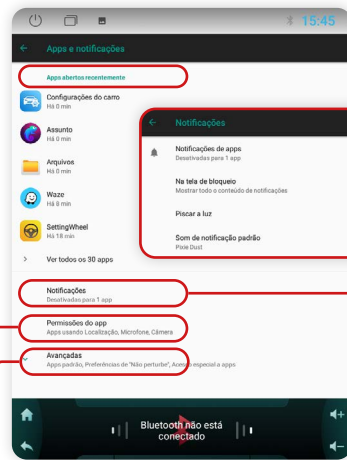 15:45
Apps e notificações
Apps abertos recentemente
Configurações do carro
Há 0 min
Assunto
Há 0 min
Arquivos
Há 0 min
Waze
Há 8 min
SettingWheel
Há 18 min
Ver todos os 30 apps
Notificações
Notificações de apps
Desativadas para 1 app
Na tela de bloqueio
Mostrar todo o conteúdo de notificações
Piscar a luz
Som de notificação padrão
Pixie Dust
Notificações
Desativadas para 1 app
Permissões do app
Apps usando Localização, Microfone, Câmera
Avançadas
Apps padrão, Preferências de "Não perturbe", Acesso especial a apps
Bluetooth não está
conectado